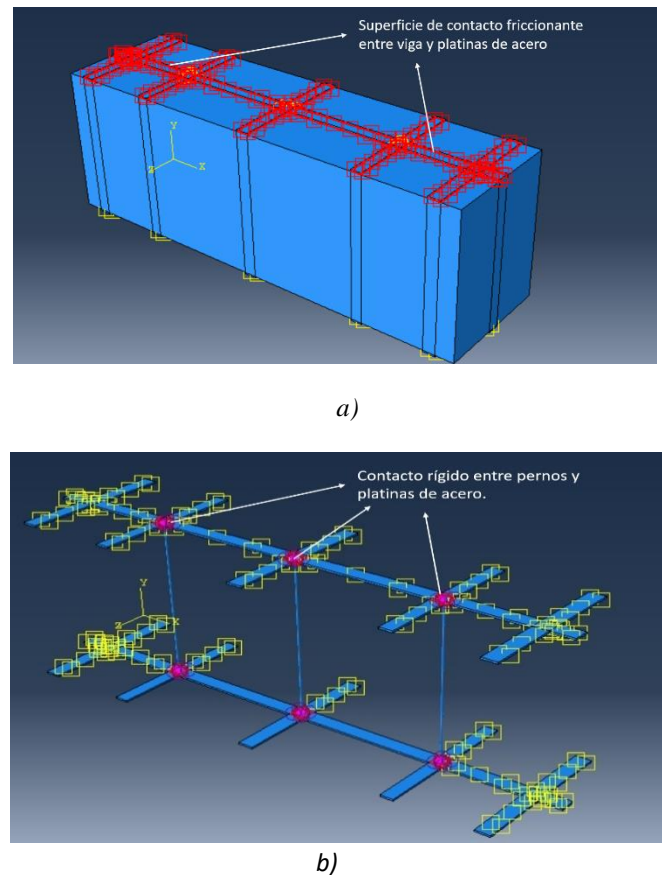 Superficie de contacto friccionante
entre viga y platinas de acero
Y
Z
X
a)
Contacto rígido entre pernos y
platinas de acero.
Y
Z
X
b)